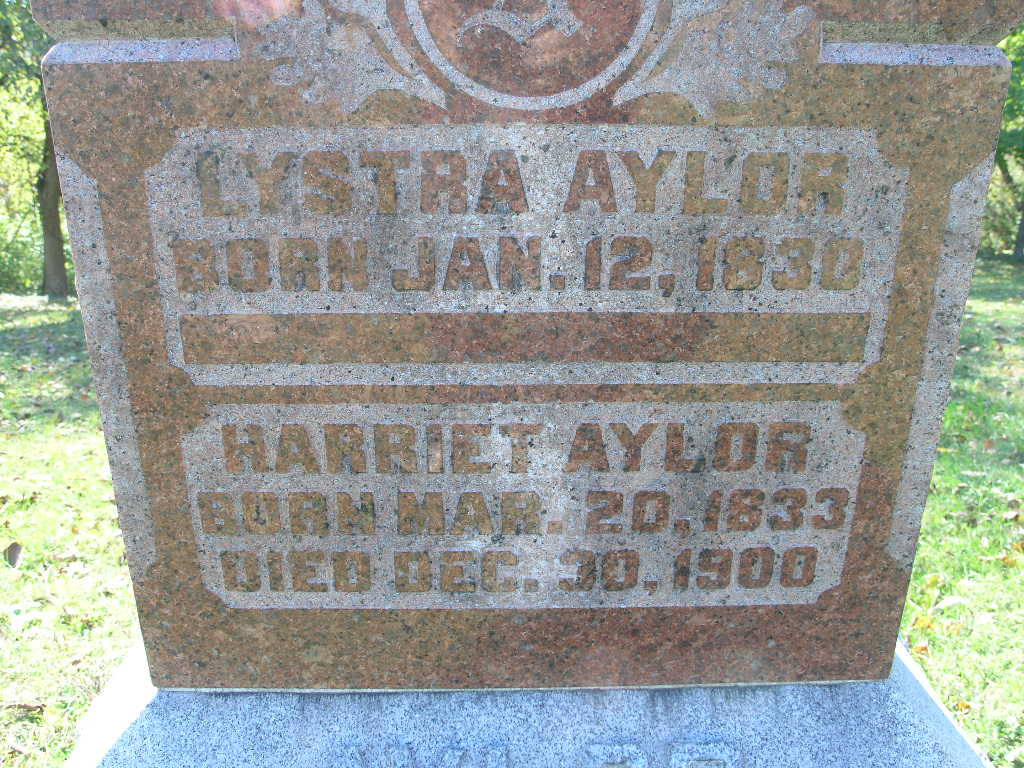 LYSTRA AYLOR
BORN JAN. 12, 1830
HARRIET AYLOR
BORN MAR. 20, 1833
DIED DEC. 30, 1900